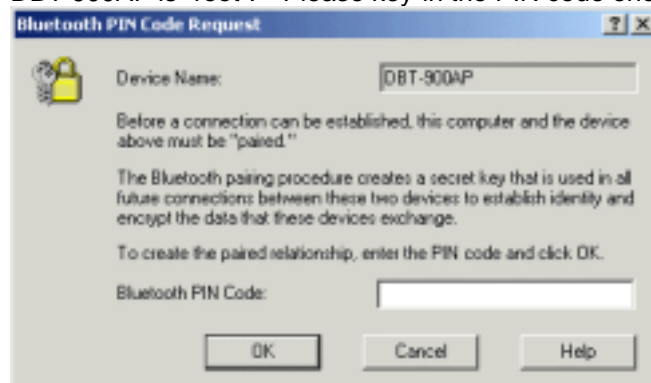 Bluetooth PIN Code Request
Device Name:
DBT-900AP
Before a connection can be established, this computer and the device
above must be "paired."
The Bluetooth pairing procedure creates a secret key that is used in all
future connections between these two devices to establish identity and
encrypt the data that these devices exchange.
To create the paired relationship, enter the PIN code and click OK.
Bluetooth PIN Code:
OK
Cancel
Help